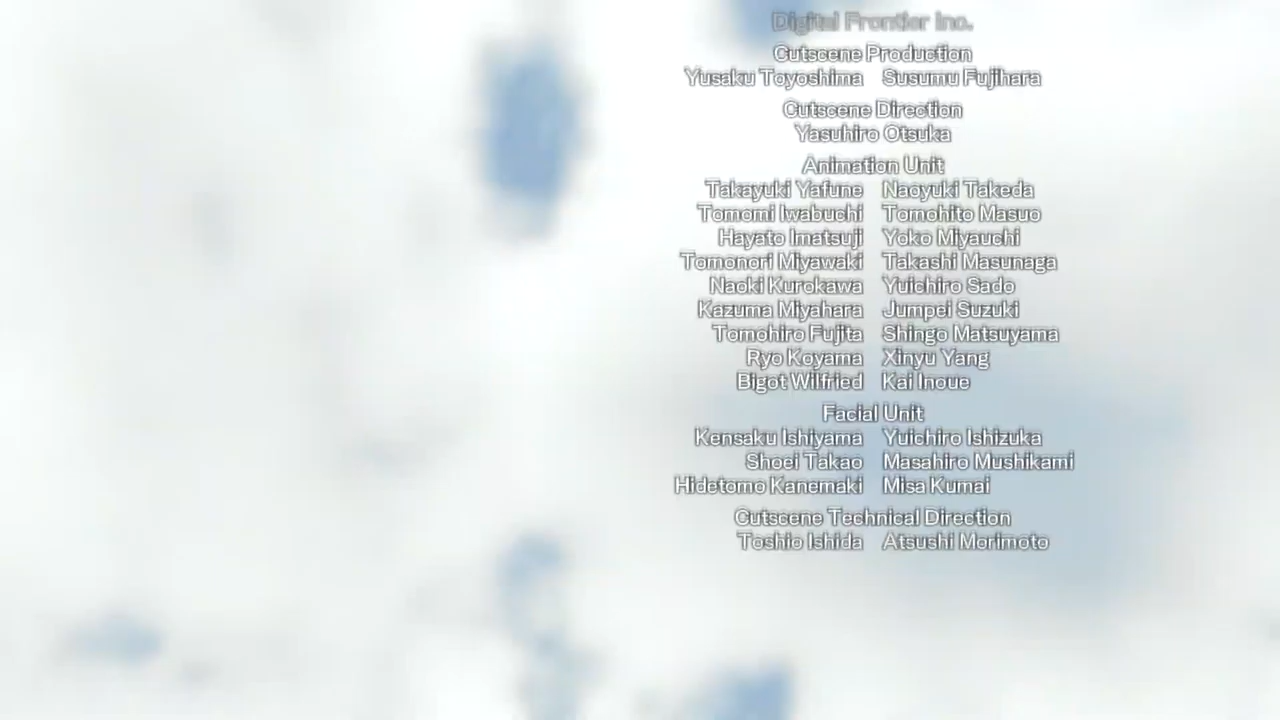 Digital Frontier Inc.
Cutscene Production
Yusaku Toyoshima Susumu Fujihara
Cutscene Direction
Yasuhiro Otsuka
Animation Unit
Takayuki Yafune Naoyuki Takeda
Tomomi Iwabuchi Tomohito Masuo
Hayato Imatsuji Yoko Miyauchi
Tomonori Miyawaki Takashi Masunaga
Naoki Kurokawa Yuichiro Sado
Kazuma Miyahara Jumpei Suzuki
Tomohiro Fujita Shingo Matsuyama
Ryo Koyama Xinyu Yang
Bigot Wilfried Kai Inoue
Facial Unit
Kensaku Ishiyama Yuichiro Ishizuka
Shoei Takao Masahiro Mushikami
Hidetomo Kanemaki Misa Kumai
Cutscene Technical Direction
Toshio Ishida Atsushi Morimoto